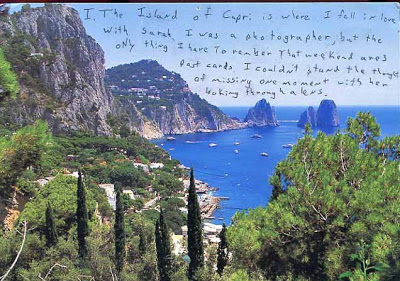 I. The Island of Capri is where I fell in love
with Sarah. I was a photographer, but the
only thing I have to remember that weekend are
post cards. I couldn't stand the thought
of missing one moment with her
looking through a lens.